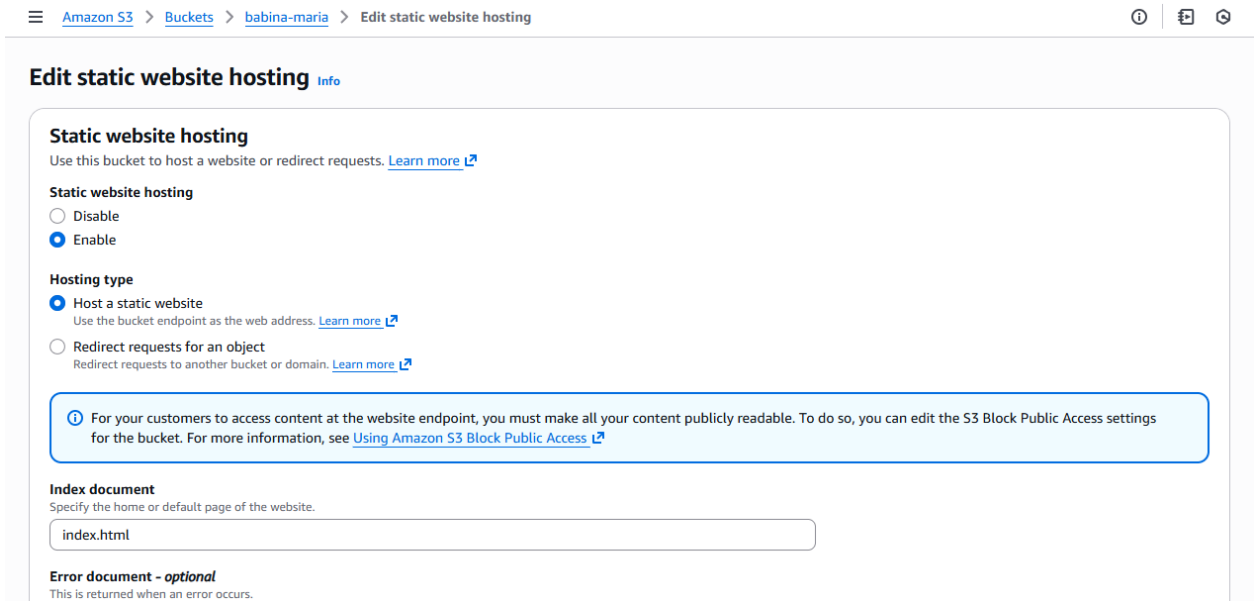 Amazon S3 > Buckets > babina-maria > Edit static website hosting
Edit static website hosting Info
Static website hosting
Use this bucket to host a website or redirect requests. Learn more
Static website hosting
Disable
Enable
Hosting type
Host a static website
Use the bucket endpoint as the web address. Learn more
Redirect requests for an object
Redirect requests to another bucket or domain. Learn more
For your customers to access content at the website endpoint, you must make all your content publicly readable. To do so, you can edit the S3 Block Public Access settings
for the bucket. For more information, see Using Amazon S3 Block Public Access
Index document
Specify the home or default page of the website.
index.html
Error document - optional
This is returned when an error occurs.